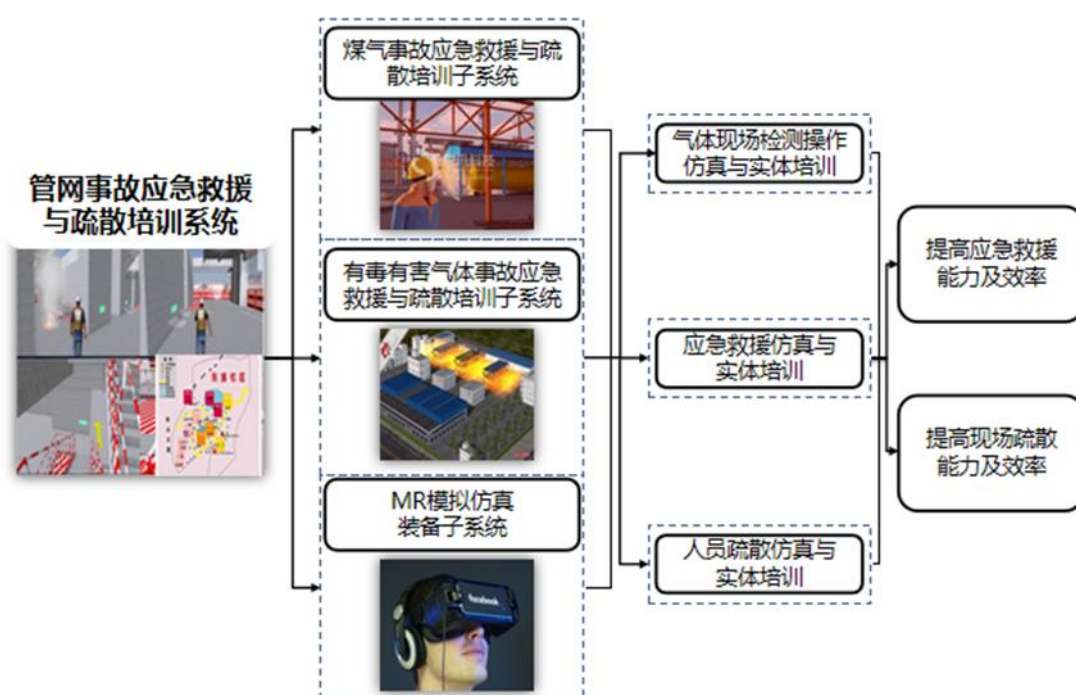 管网事故应急救援
与疏散培训系统
煤气事故应急救援与疏
散培训子系统
有毒有害气体事故应急
救援与疏散培训子系统
MR模拟仿真
装备子系统
facebook
气体现场检测操作
仿真与实体培训
应急救援仿真与
实体培训
人员疏散仿真与
实体培训
提高应急救援
能力及效率
提高现场疏散
能力及效率